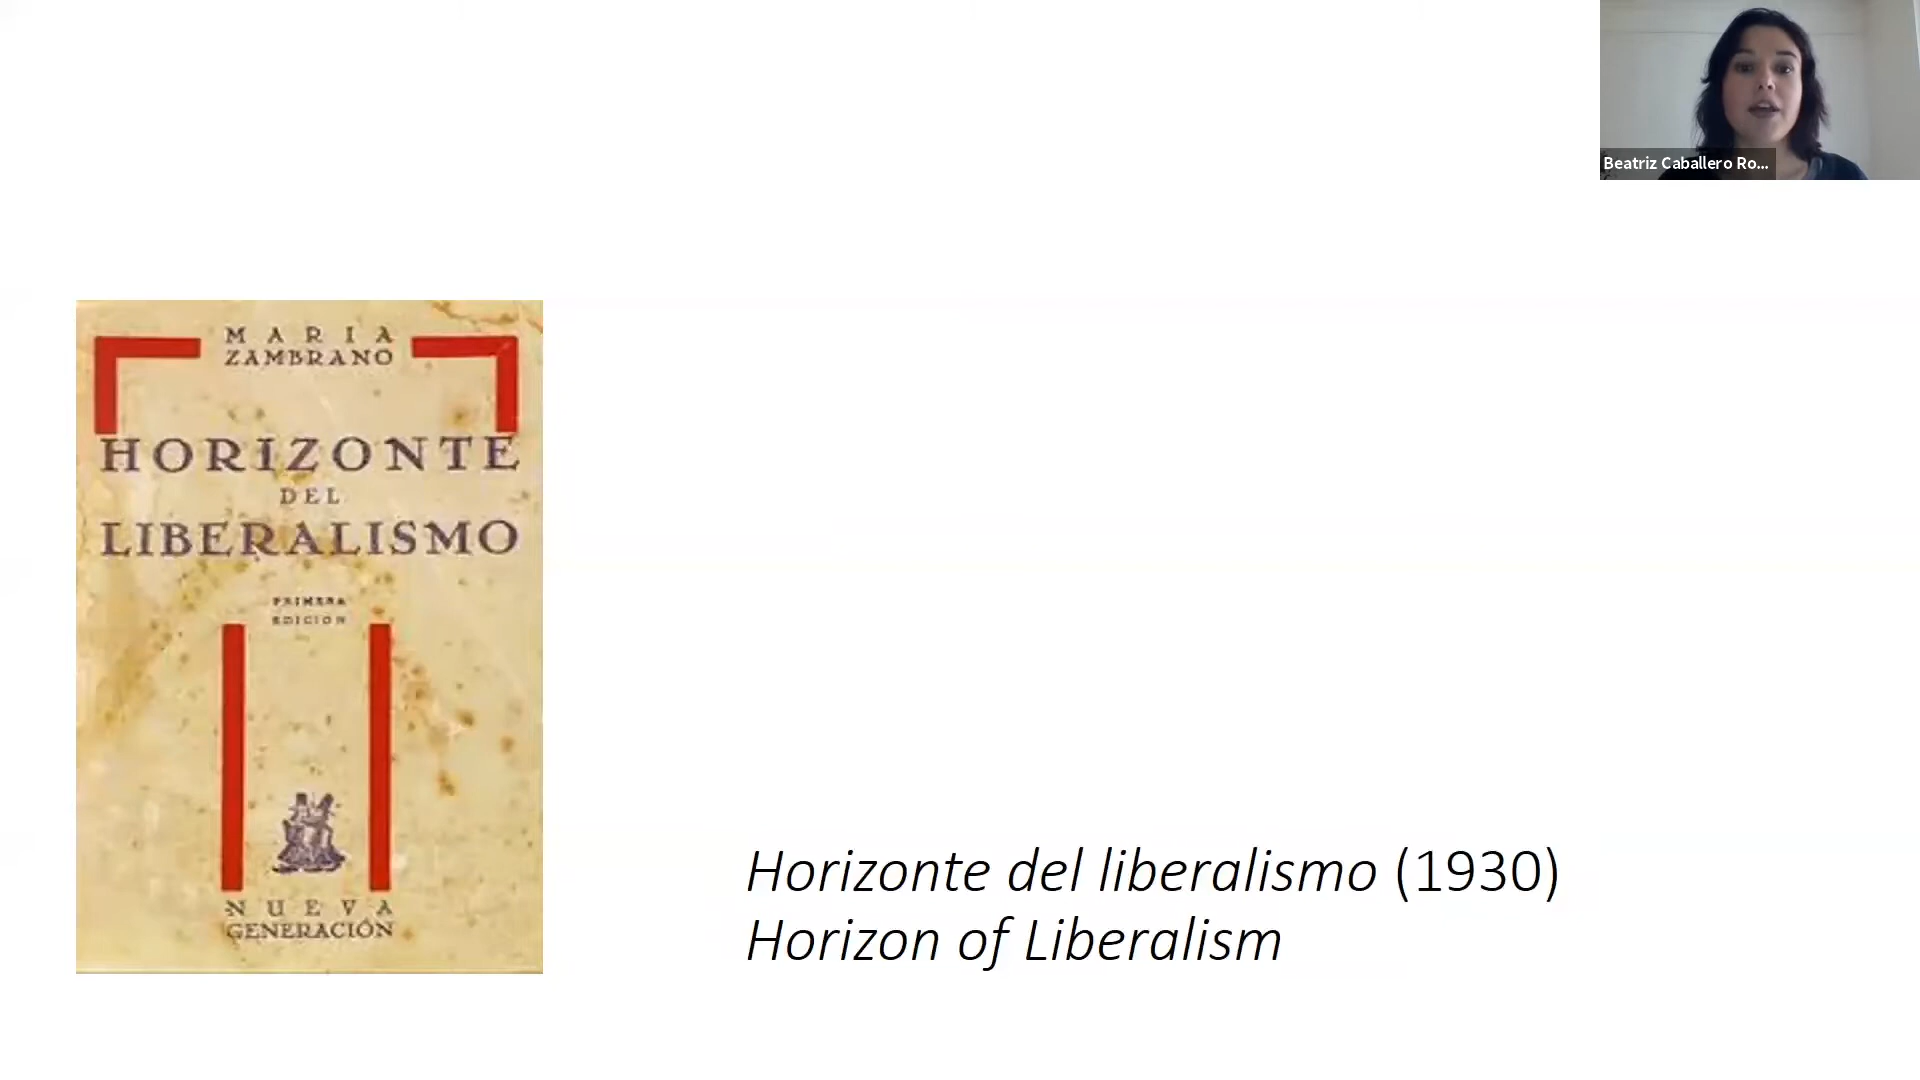 Beatriz Caballero Ro...
MARIA
ZAMBRANO
HORIZONTE
DEL
LIBERALISMO
PRIMERA
EDICION
NUEVA
GENERACIÓN
Horizonte del liberalismo (1930)
Horizon of Liberalism